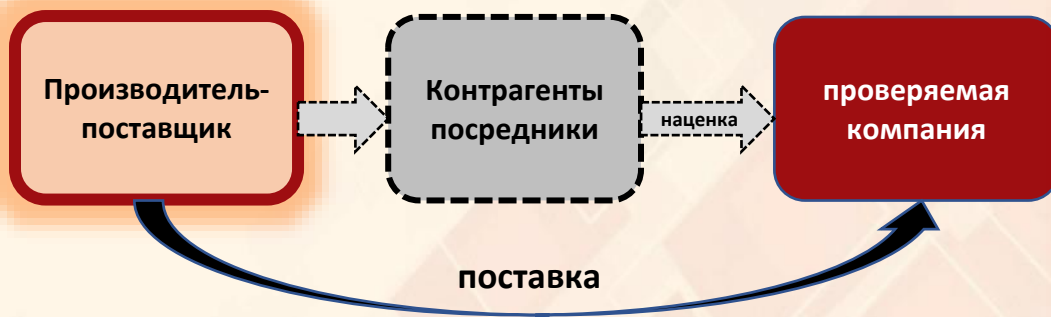 Производитель-
поставщик
Контрагенты
посредники
наценка
проверяемая
компания
поставка